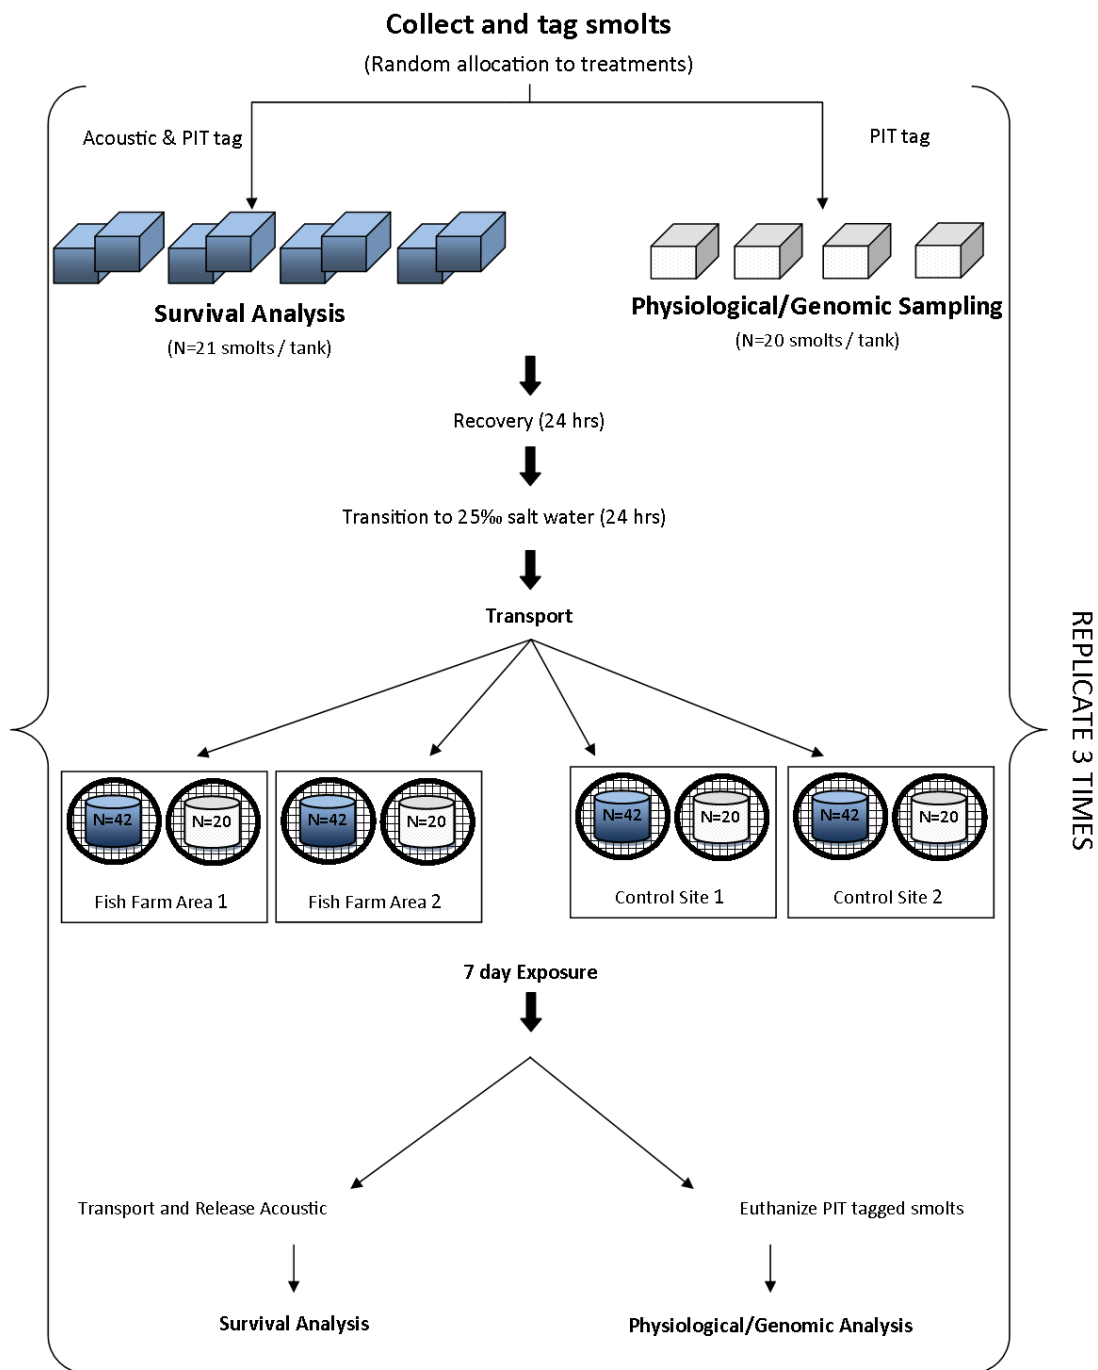 Collect and tag smolts
(Random allocation to treatments)
Acoustic & PIT tag
PIT tag
Survival Analysis
(N=21 smolts / tank)
Physiological/Genomic Sampling
(N=20 smolts / tank)
Recovery (24 hrs)
Transition to 25‰ salt water (24 hrs)
Transport
REPLICATE 3 TIMES
N=42
N=20
Fish Farm Area 1
N=42
N=20
Fish Farm Area 2
N=42
N=20
Control Site 1
N=42
N=20
Control Site 2
7 day Exposure
Transport and Release Acoustic
Euthanize PIT tagged smolts
Survival Analysis
Physiological/Genomic Analysis